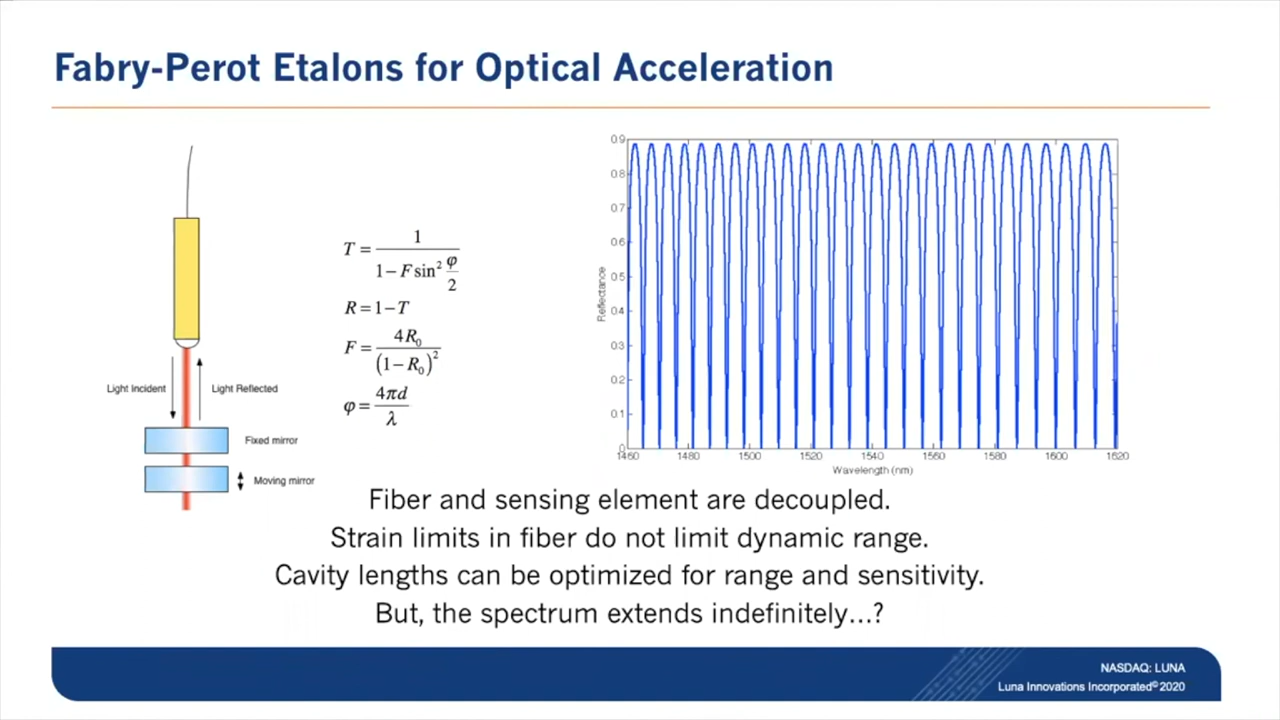 Fabry-Perot Etalons for Optical Acceleration
Light Incident
Light Reflected
Fixed mirror
Moving mirror
T = 1 / (1 − F sin² φ/2)
R = 1 − T
F = 4R₀ / (1 − R₀)²
φ = 4πd / λ
0.9
0.8
0.7
0.6
0.5
0.4
0.3
0.2
0.1
0
Reflectance
1460 1480 1500 1520 1540 1560 1580 1600 1620
Wavelength (nm)
Fiber and sensing element are decoupled.
Strain limits in fiber do not limit dynamic range.
Cavity lengths can be optimized for range and sensitivity.
But, the spectrum extends indefinitely...?
NASDAQ: LUNA
Luna Innovations Incorporated© 2020